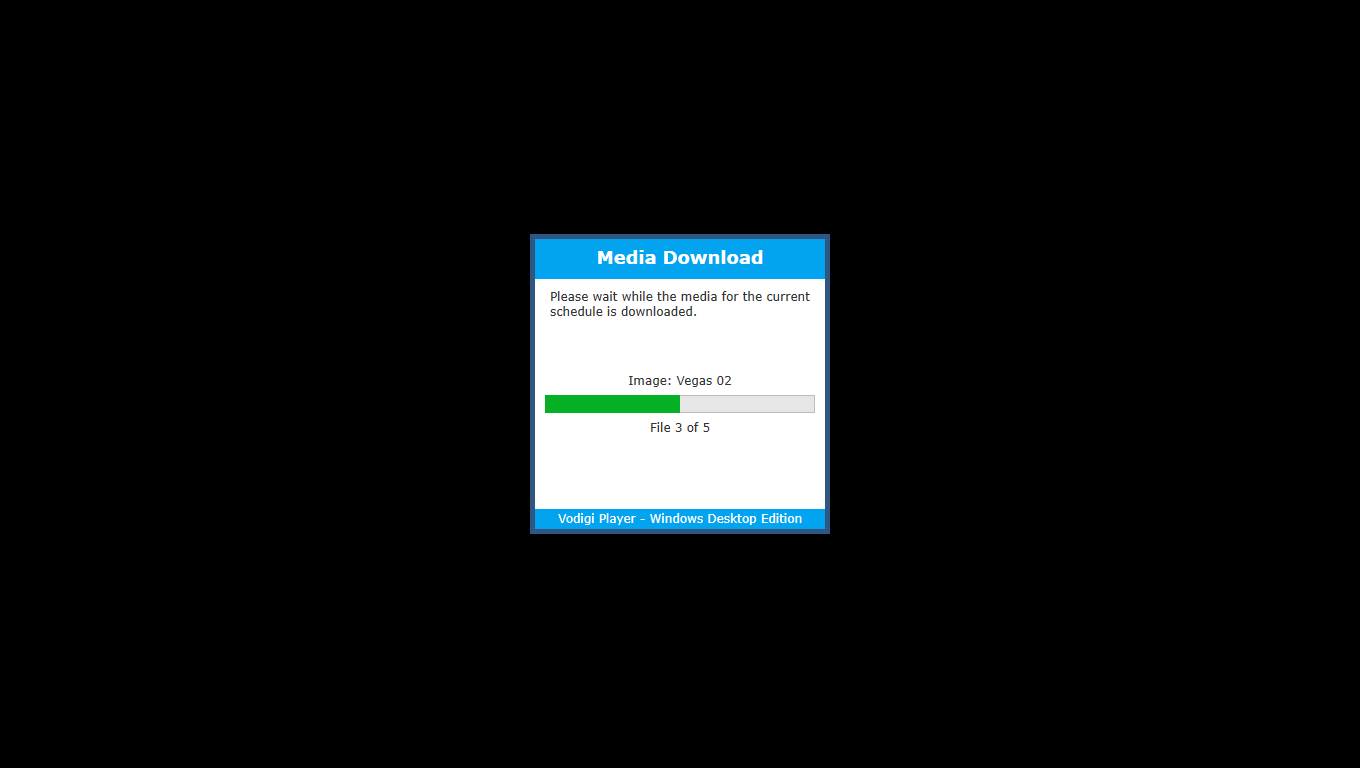 Media Download
Please wait while the media for the current
schedule is downloaded.
Image: Vegas 02
File 3 of 5
Vodigi Player - Windows Desktop Edition